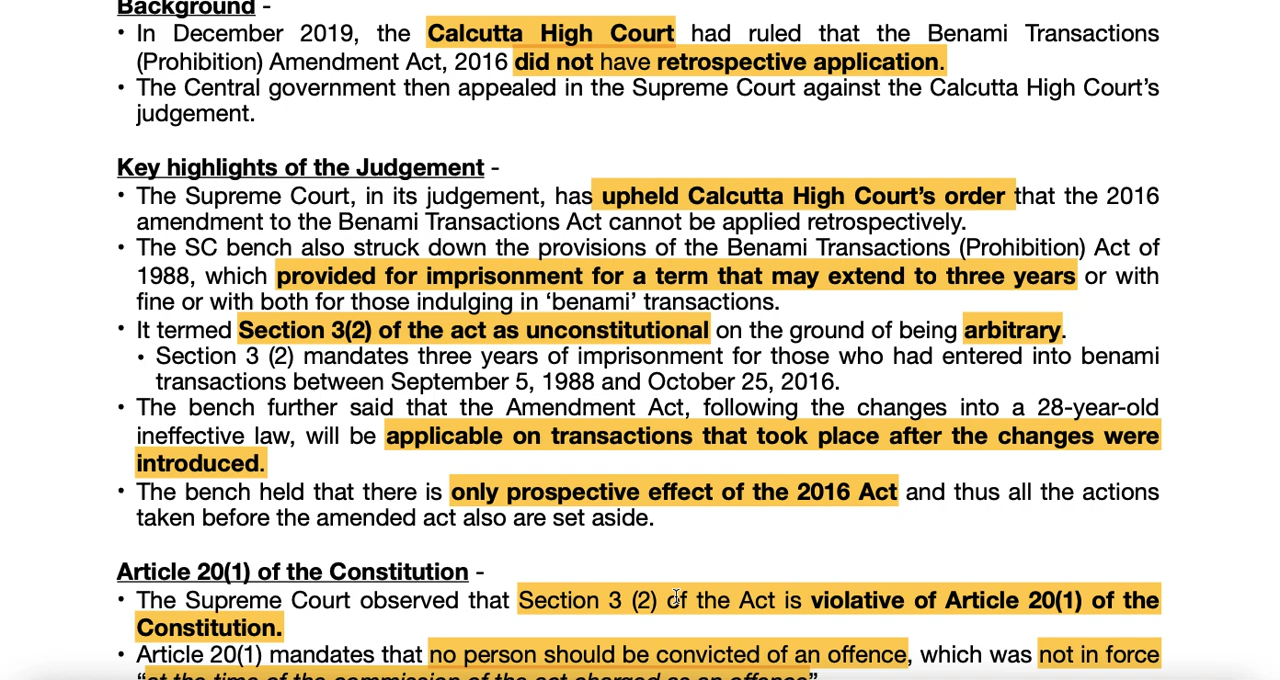 Background -
• In December 2019, the Calcutta High Court had ruled that the Benami Transactions
(Prohibition) Amendment Act, 2016 did not have retrospective application.
• The Central government then appealed in the Supreme Court against the Calcutta High Court’s
judgement.
Key highlights of the Judgement -
• The Supreme Court, in its judgement, has upheld Calcutta High Court’s order that the 2016
amendment to the Benami Transactions Act cannot be applied retrospectively.
• The SC bench also struck down the provisions of the Benami Transactions (Prohibition) Act of
1988, which provided for imprisonment for a term that may extend to three years or with
fine or with both for those indulging in ‘benami’ transactions.
• It termed Section 3(2) of the act as unconstitutional on the ground of being arbitrary.
• Section 3 (2) mandates three years of imprisonment for those who had entered into benami
transactions between September 5, 1988 and October 25, 2016.
• The bench further said that the Amendment Act, following the changes into a 28-year-old
ineffective law, will be applicable on transactions that took place after the changes were
introduced.
• The bench held that there is only prospective effect of the 2016 Act and thus all the actions
taken before the amended act also are set aside.
Article 20(1) of the Constitution -
• The Supreme Court observed that Section 3 (2) of the Act is violative of Article 20(1) of the
Constitution.
• Article 20(1) mandates that no person should be convicted of an offence, which was not in force
“at the time of the commission of the act charged as an offence”